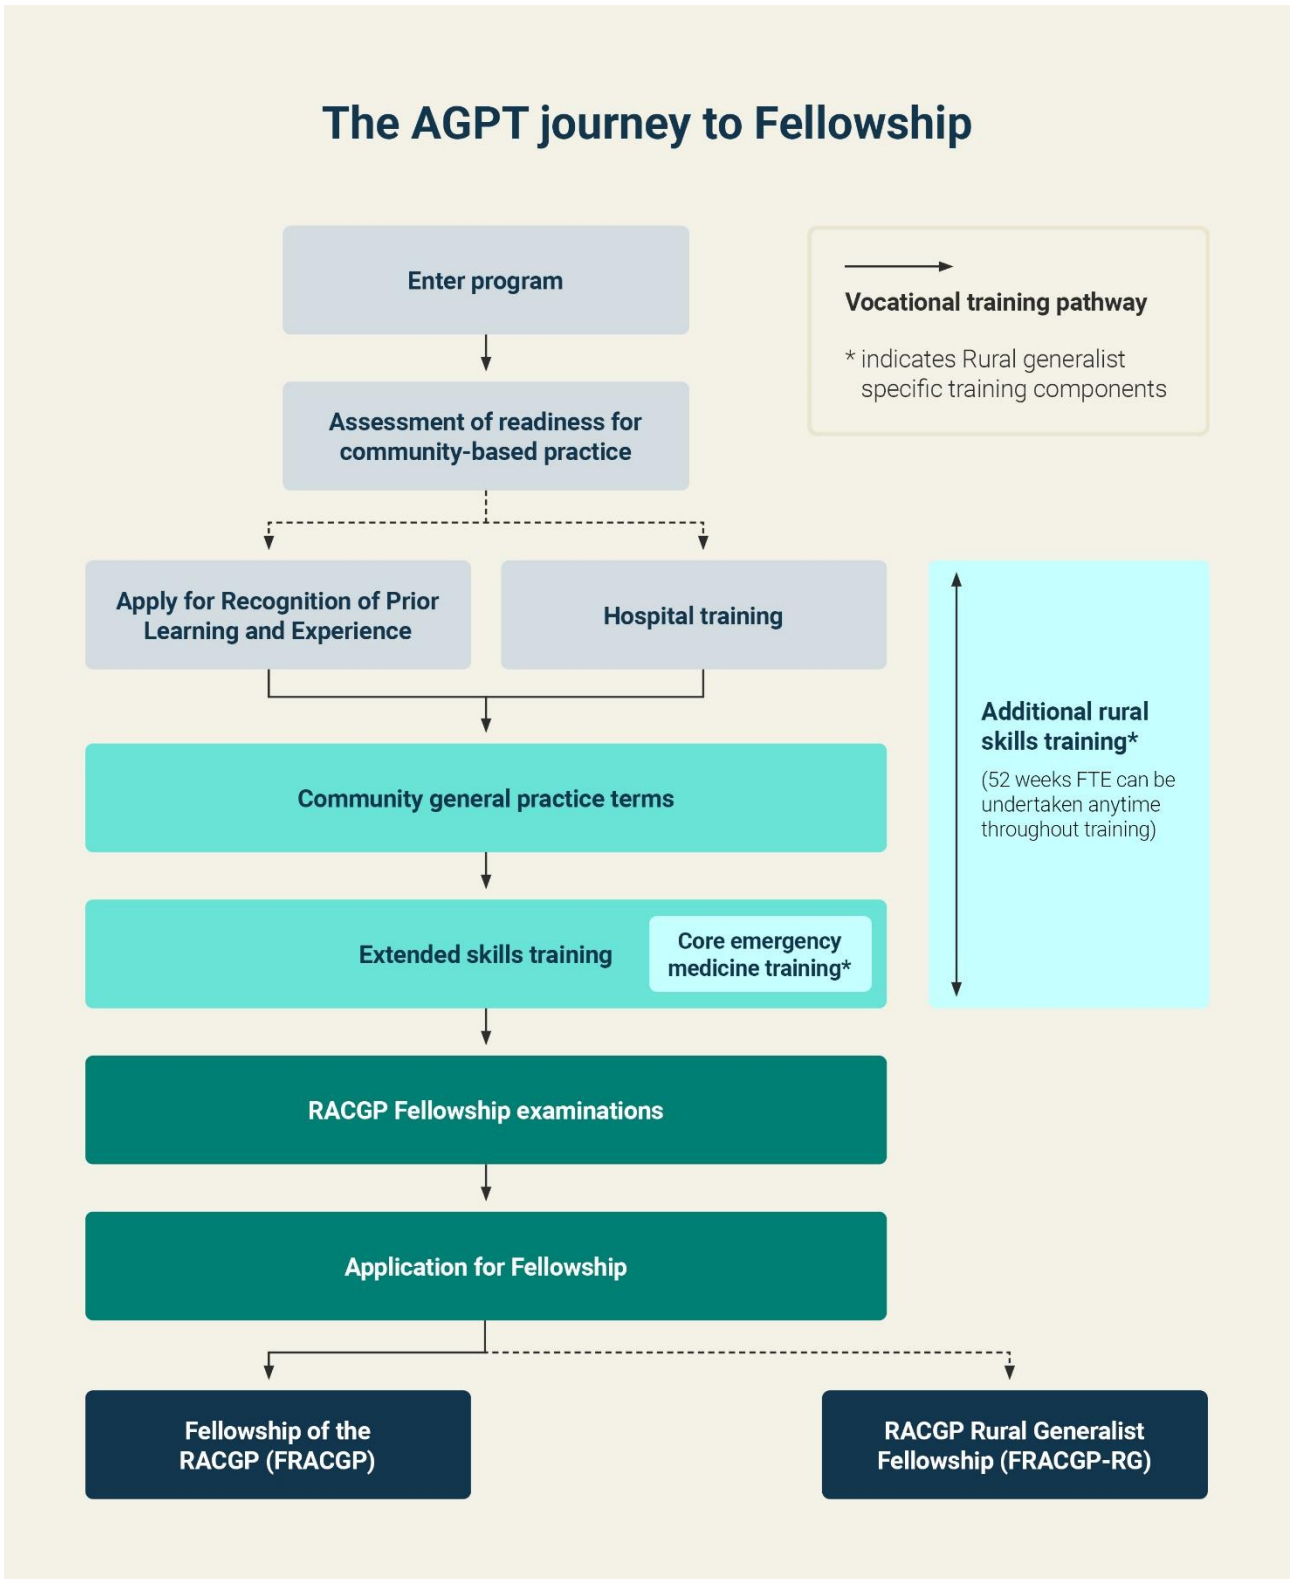 The AGPT journey to Fellowship
Enter program
Vocational training pathway
* indicates Rural generalist
specific training components
Assessment of readiness for
community-based practice
Apply for Recognition of Prior
Learning and Experience
Hospital training
Additional rural
skills training*
(52 weeks FTE can be
undertaken anytime
throughout training)
Community general practice terms
Extended skills training
Core emergency
medicine training*
RACGP Fellowship examinations
Application for Fellowship
Fellowship of the
RACGP (FRACGP)
RACGP Rural Generalist
Fellowship (FRACGP-RG)